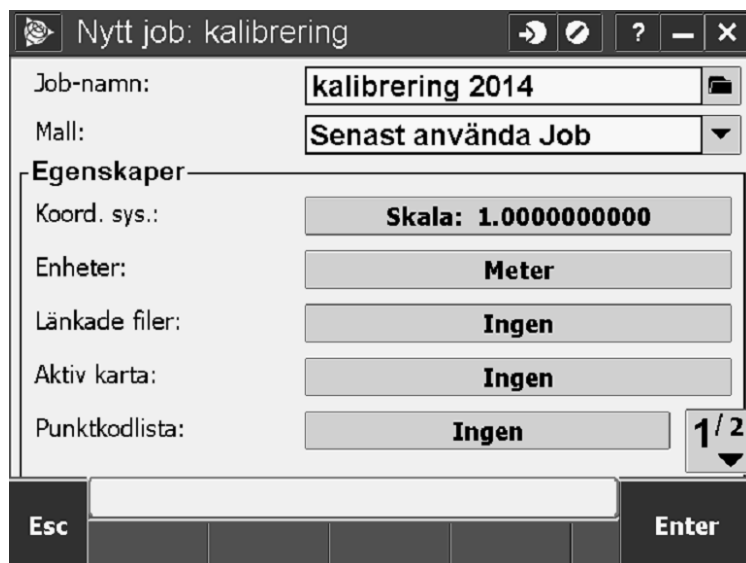 Nytt job: kalibrering ? – ×
Job-namn: kalibrering 2014
Mall: Senast använda Job
Egenskaper
Koord. sys.: Skala: 1.0000000000
Enheter: Meter
Länkade filer: Ingen
Aktiv karta: Ingen
Punktkodlista: Ingen
1/2
Esc Enter